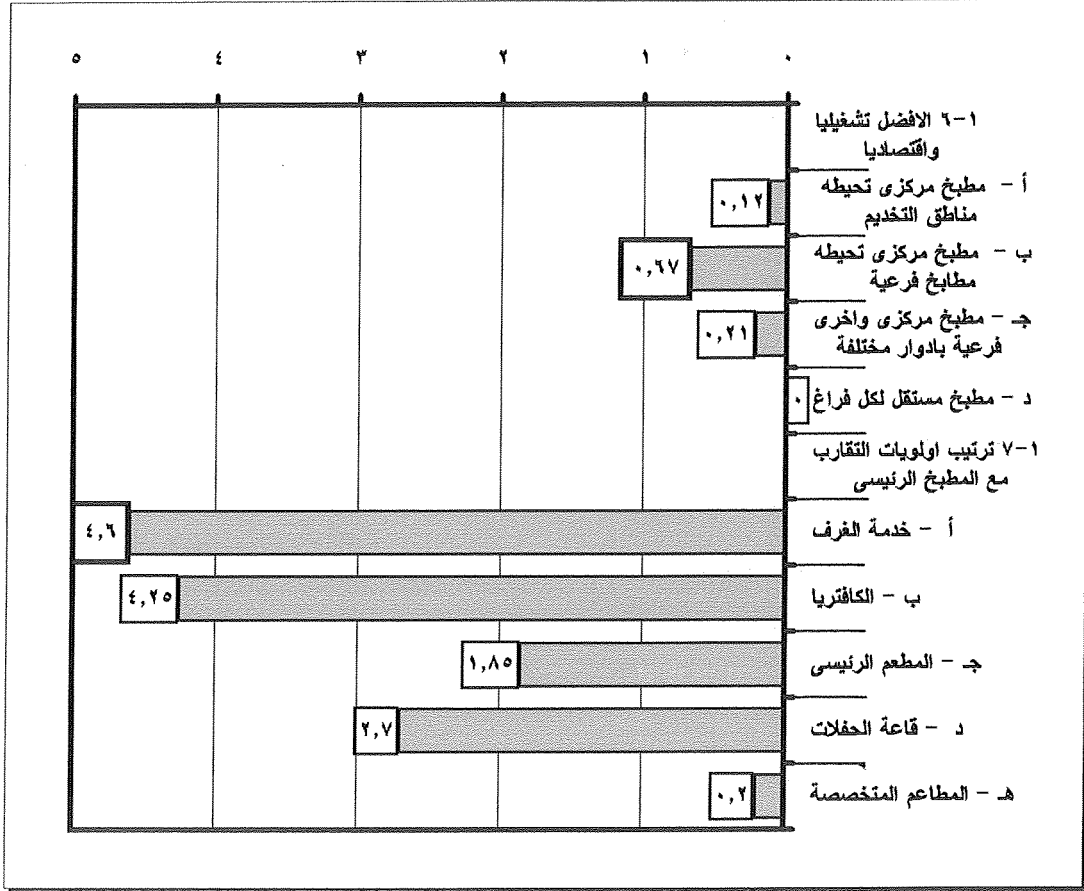 ٥ ٤ ٣ ٢ ١ ٠
١-٦ الافضل تشغيليا
واقتصاديا
أ - مطبخ مركزى تحيطه
مناطق التخديم
٠,١٢
ب - مطبخ مركزى تحيطه
مطابخ فرعية
٠,٦٧
جـ - مطبخ مركزى واخرى
فرعية بادوار مختلفة
٠,٢١
د - مطبخ مستقل لكل فراغ
٠
١-٧ ترتيب اولويات التقارب
مع المطبخ الرئيسى
أ - خدمة الغرف
٤,٦
ب - الكافتريا
٤,٢٥
جـ - المطعم الرئيسى
١,٨٥
د - قاعة الحفلات
٢,٧
هـ - المطاعم المتخصصة
٠,٢